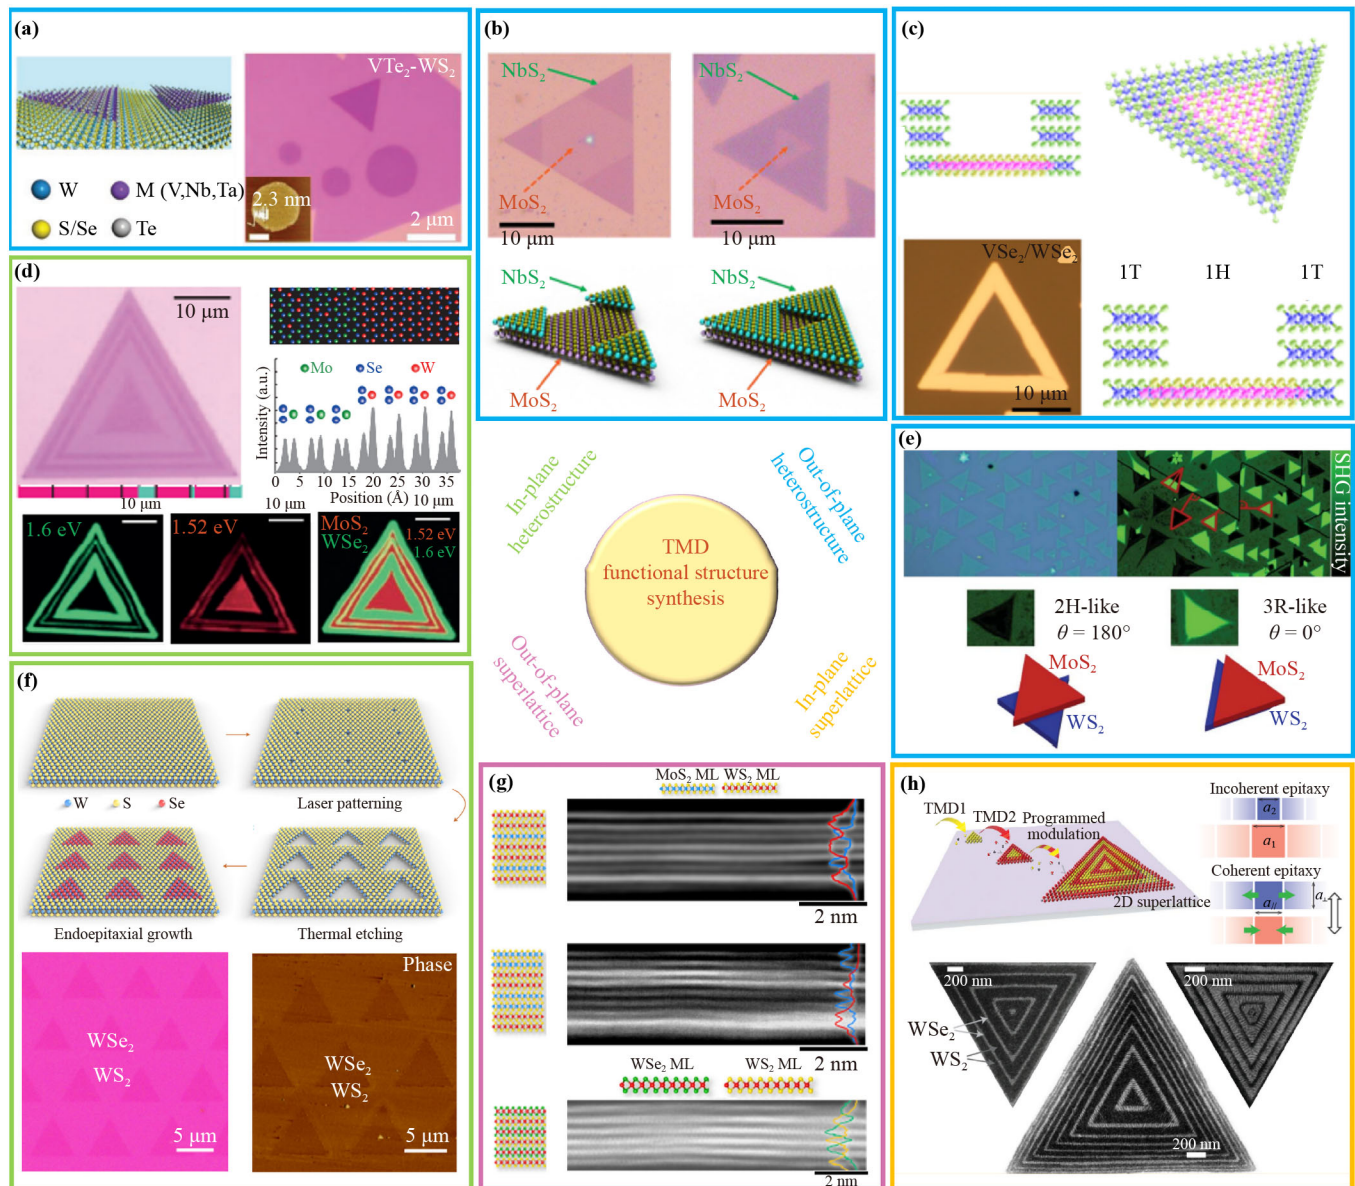 (a)
VTe₂-WS₂
W
M (V,Nb,Ta)
S/Se
Te
2.3 nm
2 μm
(b)
NbS₂
NbS₂
MoS₂
MoS₂
10 μm
10 μm
NbS₂
NbS₂
MoS₂
MoS₂
(c)
VSe₂/WSe₂
10 μm
1T
1H
1T
(d)
10 μm
Mo
Se
W
Intensity (a.u.)
0 5 10 15 20 25 30 35
Position (Å)
10 μm
10 μm
10 μm
1.6 eV
1.52 eV
MoS₂
WSe₂
1.52 eV
1.6 eV
In-plane
heterostructure
Out-of-plane
heterostructure
TMD
functional structure
synthesis
Out-of-plane
superlattice
In-plane
superlattice
(e)
SHG intensity
2H-like
θ = 180°
3R-like
θ = 0°
MoS₂
WS₂
MoS₂
WS₂
(f)
W
S
Se
Laser patterning
Endoepitaxial growth
Thermal etching
WSe₂
WS₂
5 μm
Phase
WSe₂
WS₂
5 μm
(g)
MoS₂ ML
WS₂ ML
2 nm
2 nm
WSe₂ ML
WS₂ ML
2 nm
(h)
TMD1
TMD2
Programmed
modulation
2D superlattice
Incoherent epitaxy
a₂
a₁
Coherent epitaxy
a//
a⊥
200 nm
200 nm
WSe₂
WS₂
200 nm